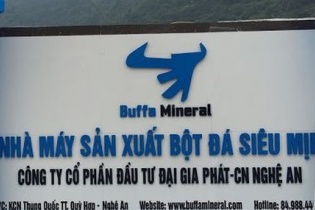 Buffa Mineral
NHÀ MÁY SẢN XUẤT BỘT ĐÁ SIÊU MỊ
CÔNG TY CỔ PHẦN ĐẦU TƯ ĐẠI GIA PHÁT-CN NGHỆ AN
C: KCN Thung Quốc TT. Quỳ Hợp - Nghệ An Website: www.buffamineral.com Hotline: 84.988.44